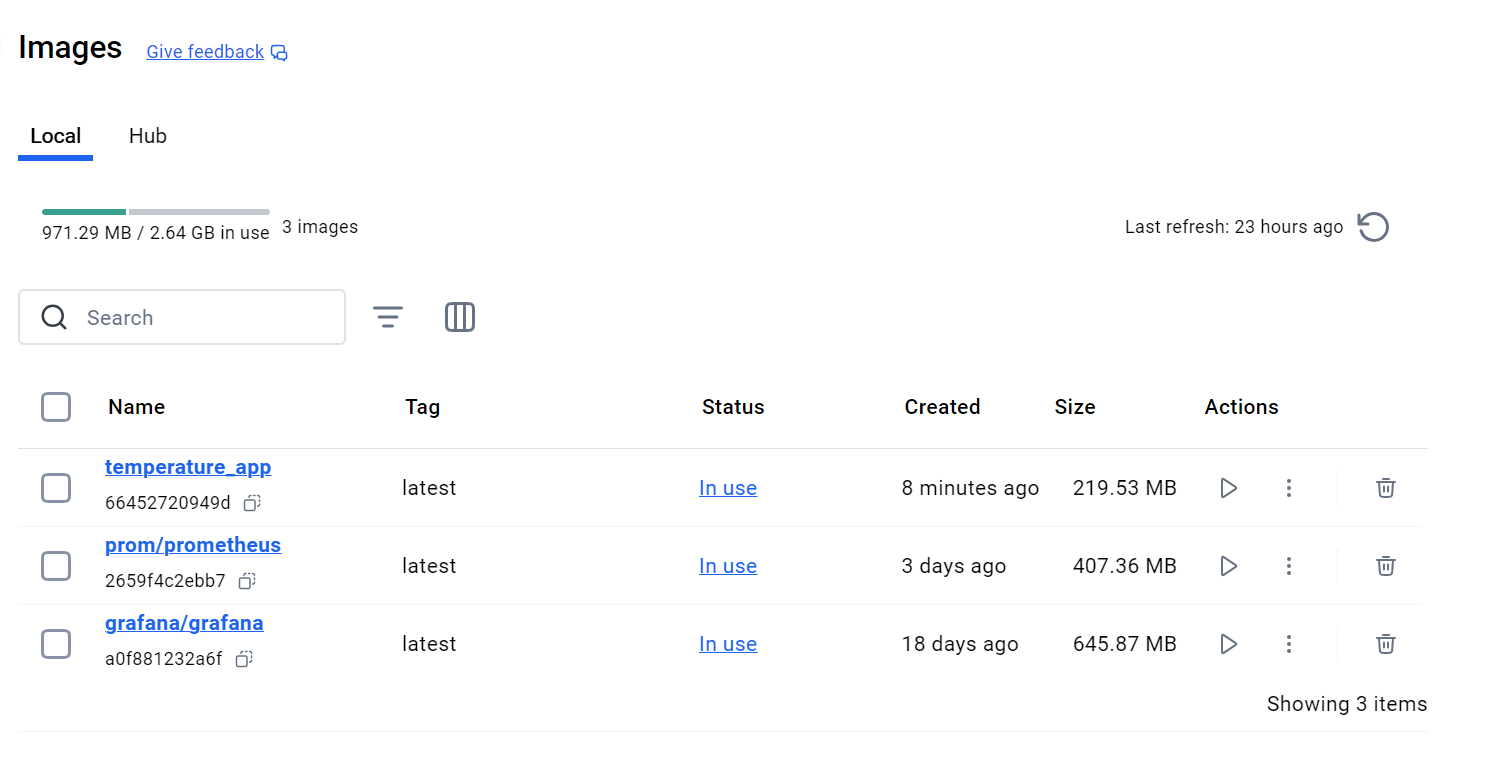 Images Give feedback
Local Hub
971.29 MB / 2.64 GB in use 3 images Last refresh: 23 hours ago
Search
Name Tag Status Created Size Actions
temperature_app
66452720949d
latest In use 8 minutes ago 219.53 MB
prom/prometheus
2659f4c2ebb7
latest In use 3 days ago 407.36 MB
grafana/grafana
a0f881232a6f
latest In use 18 days ago 645.87 MB
Showing 3 items